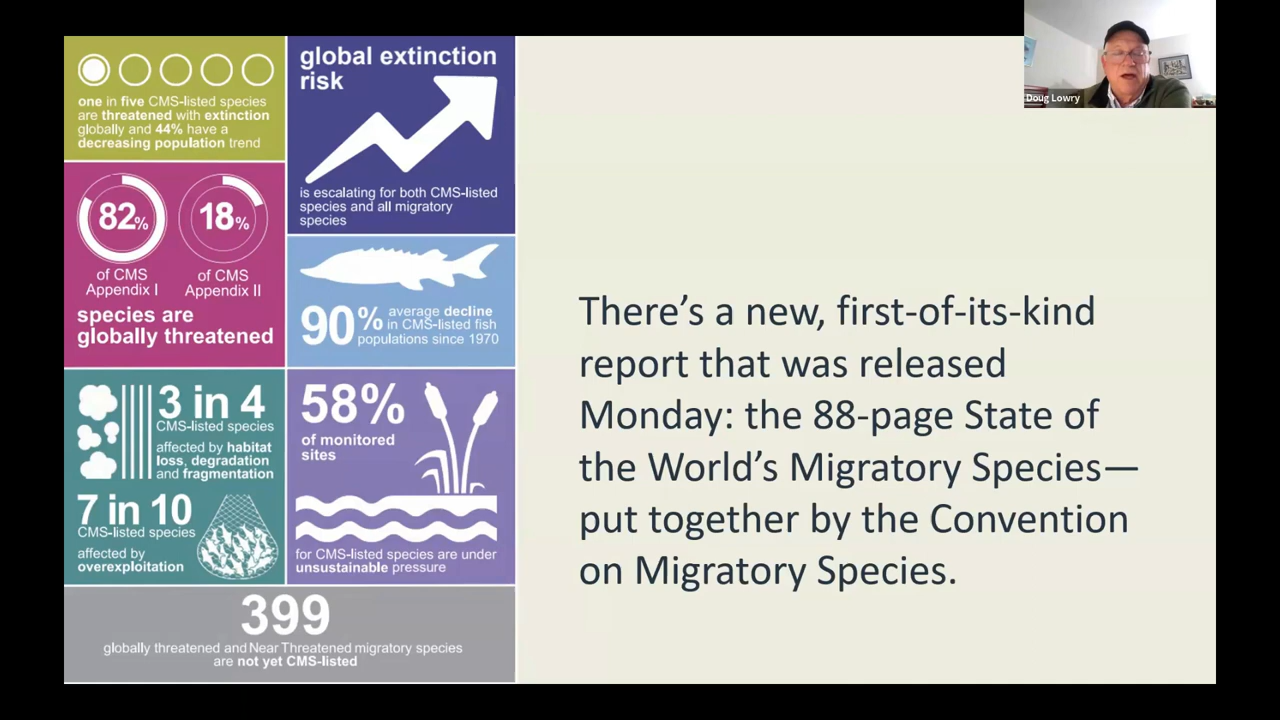 one in five CMS-listed species
are threatened with extinction
globally and 44% have a
decreasing population trend
global extinction
risk
is escalating for both CMS-listed
species and all migratory
species
82%
of CMS
Appendix I
18%
of CMS
Appendix II
species are
globally threatened
90% average decline
in CMS-listed fish
populations since 1970
3 in 4
CMS-listed species
affected by habitat
loss, degradation
and fragmentation
7 in 10
CMS-listed species
affected by
overexploitation
58%
of monitored
sites
for CMS-listed species are under
unsustainable pressure
399
globally threatened and Near Threatened migratory species
are not yet CMS-listed
There’s a new, first-of-its-kind
report that was released
Monday: the 88-page State of
the World’s Migratory Species—
put together by the Convention
on Migratory Species.
Doug Lowry